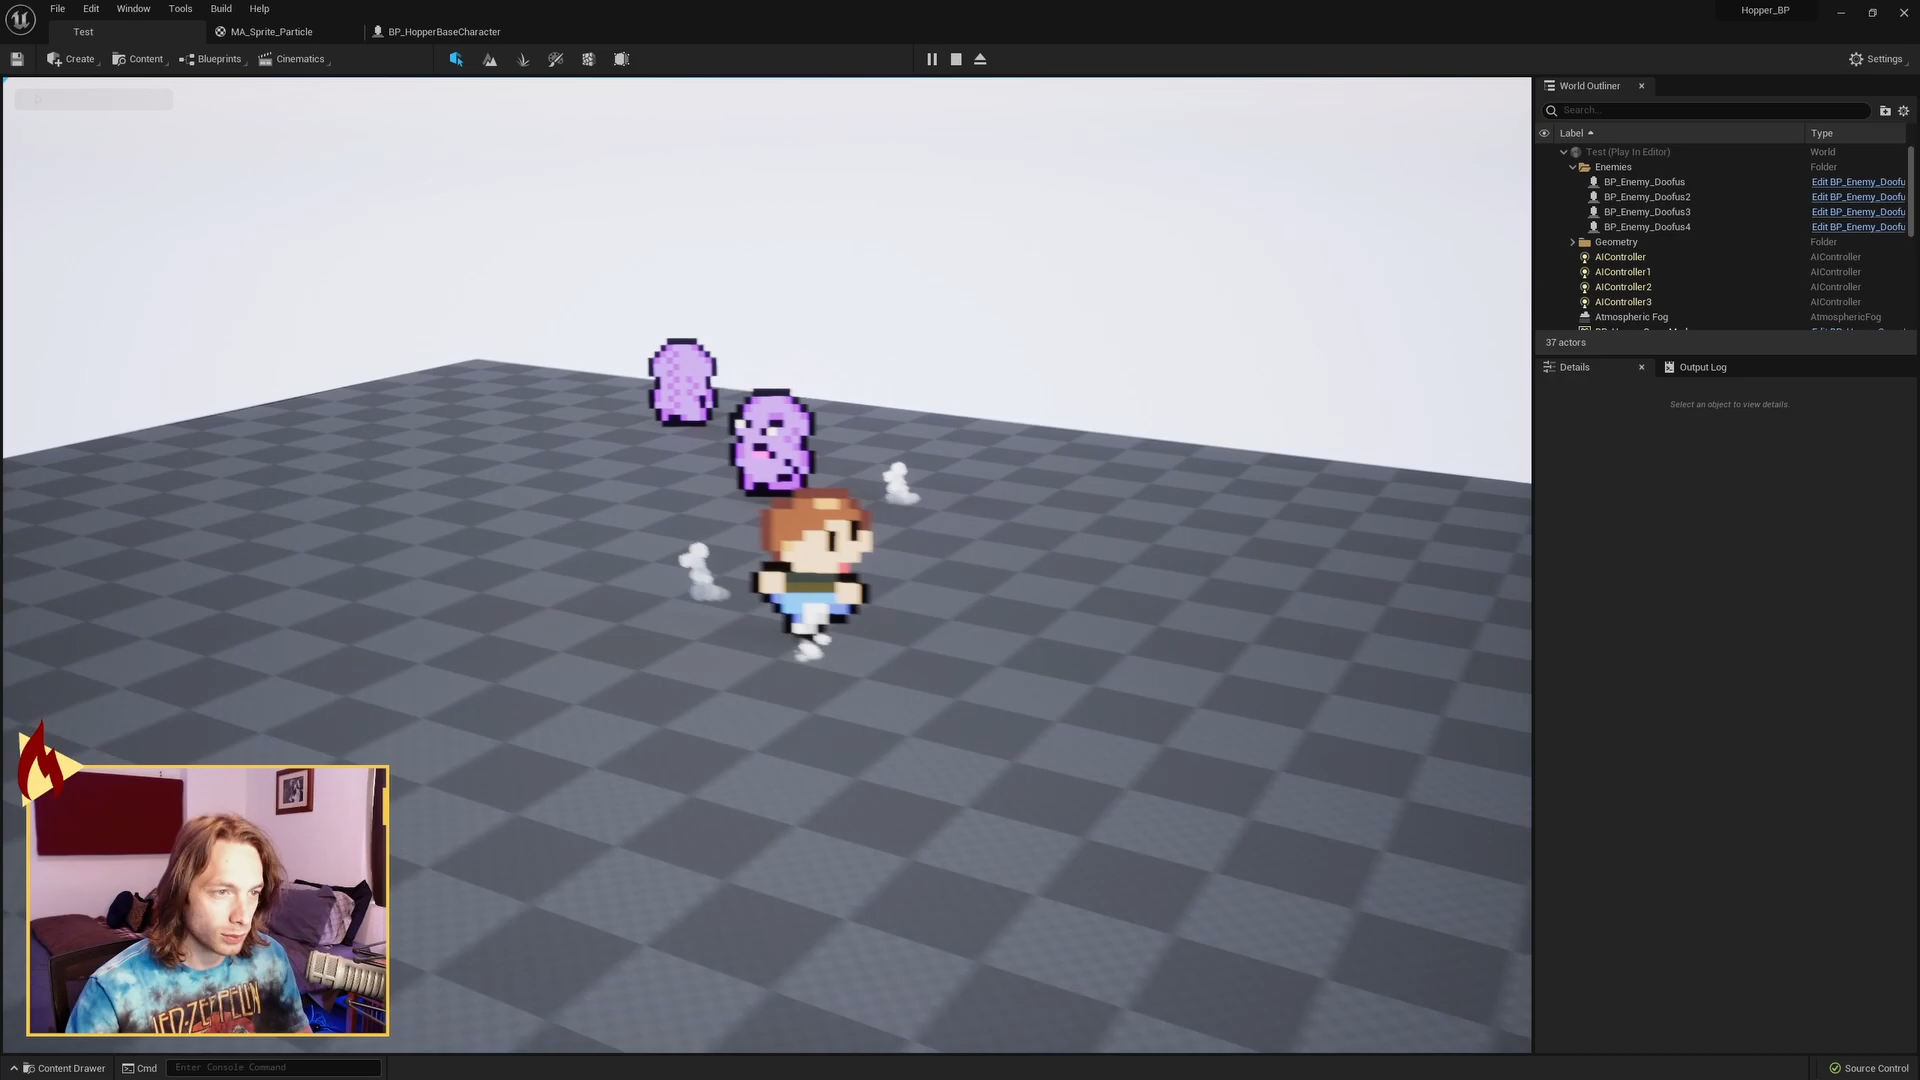 File Edit Window Tools Build Help
Hopper_BP
Test
MA_Sprite_Particle
BP_HopperBaseCharacter
Create
Content
Blueprints
Cinematics
Settings
World Outliner
Search...
Label
Type
Test (Play In Editor) World
Enemies Folder
BP_Enemy_Doofus Edit BP_Enemy_Doofu
BP_Enemy_Doofus2 Edit BP_Enemy_Doofu
BP_Enemy_Doofus3 Edit BP_Enemy_Doofu
BP_Enemy_Doofus4 Edit BP_Enemy_Doofu
Geometry Folder
AIController AIController
AIController1 AIController
AIController2 AIController
AIController3 AIController
Atmospheric Fog AtmosphericFog
37 actors
Details
Output Log
Select an object to view details.
LED-ZEPPELIN
Content Drawer
Cmd
Enter Console Command
Source Control